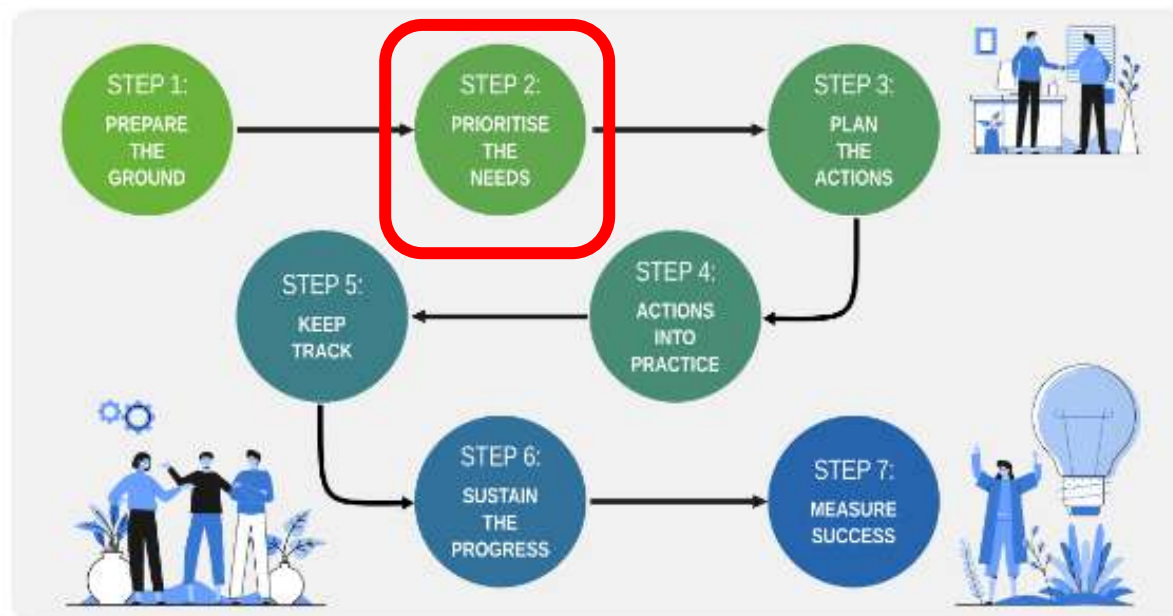 STEP 1:
PREPARE
THE
GROUND
STEP 2:
PRIORITISE
THE
NEEDS
STEP 3:
PLAN
THE
ACTIONS
STEP 4:
ACTIONS
INTO
PRACTICE
STEP 5:
KEEP
TRACK
STEP 6:
SUSTAIN
THE
PROGRESS
STEP 7:
MEASURE
SUCCESS